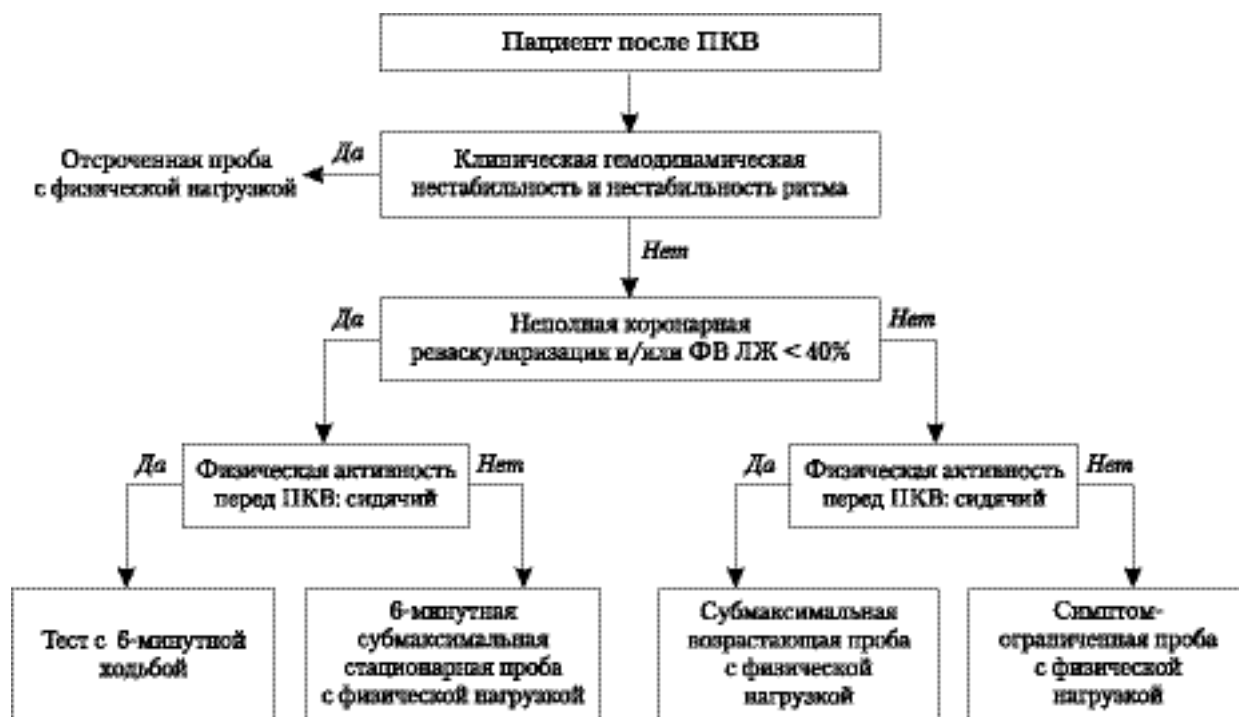 Пациент после ПКВ
Да
Отсроченная проба
с физической нагрузкой
Клиническая гемодинамическая
нестабильность и нестабильность ритма
Нет
Да
Неполная коронарная
реваскуляризация и/или ФВ ЛЖ < 40%
Нет
Да
Физическая активность
перед ПКВ: сидячий
Нет
Да
Физическая активность
перед ПКВ: сидячий
Нет
Тест с 6-минутной
ходьбой
6-минутная
субмаксимальная
стационарная проба
с физической нагрузкой
Субмаксимальная
возрастающая проба
с физической
нагрузкой
Симптом-
ограниченная проба
с физической
нагрузкой